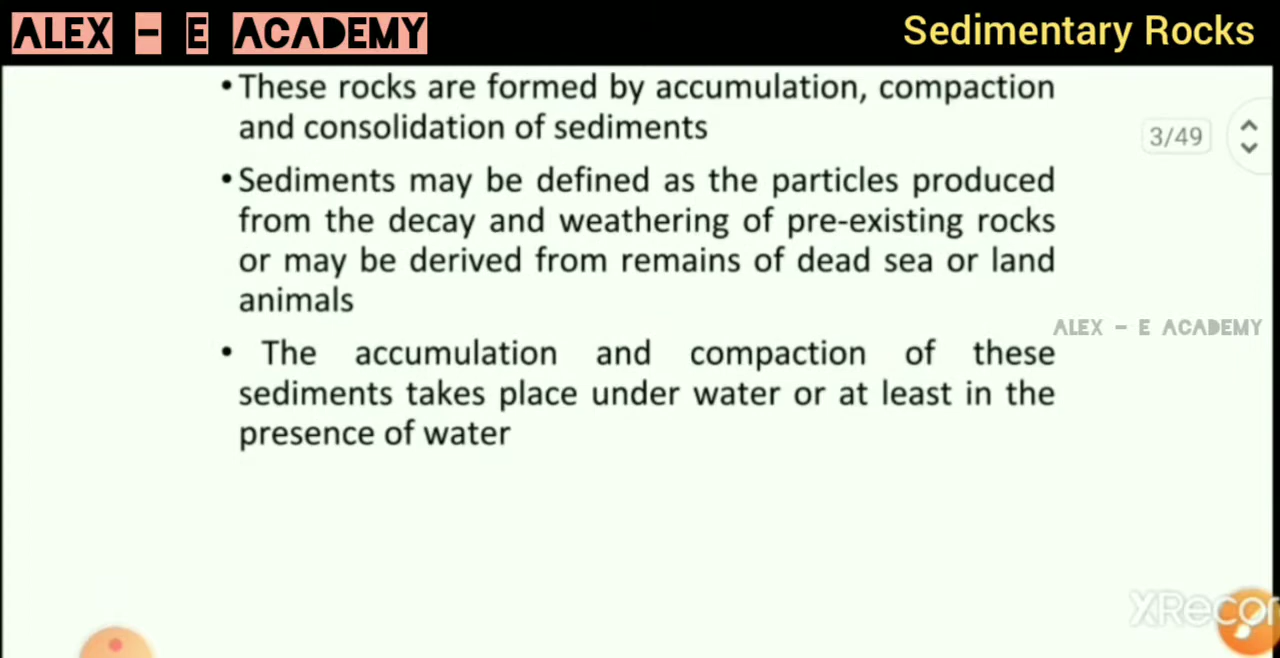 ALEX - E ACADEMY
Sedimentary Rocks
• These rocks are formed by accumulation, compaction
and consolidation of sediments
3/49
• Sediments may be defined as the particles produced
from the decay and weathering of pre-existing rocks
or may be derived from remains of dead sea or land
animals
ALEX - E ACADEMY
• The accumulation and compaction of these
sediments takes place under water or at least in the
presence of water
XRecor